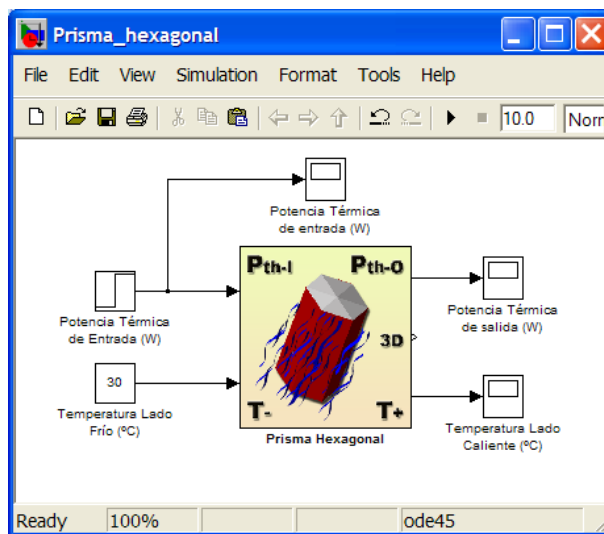 Prisma_hexagonal
File Edit View Simulation Format Tools Help
10.0 Norn
Potencia Térmica
de entrada (W)
Pth-I Pth-O
Potencia Térmica
de Entrada (W)
Potencia Térmica
de salida (W)
3D
30
T- T+
Temperatura Lado
Frío (ºC)
Temperatura Lado
Caliente (ºC)
Prisma Hexagonal
Ready 100% ode45